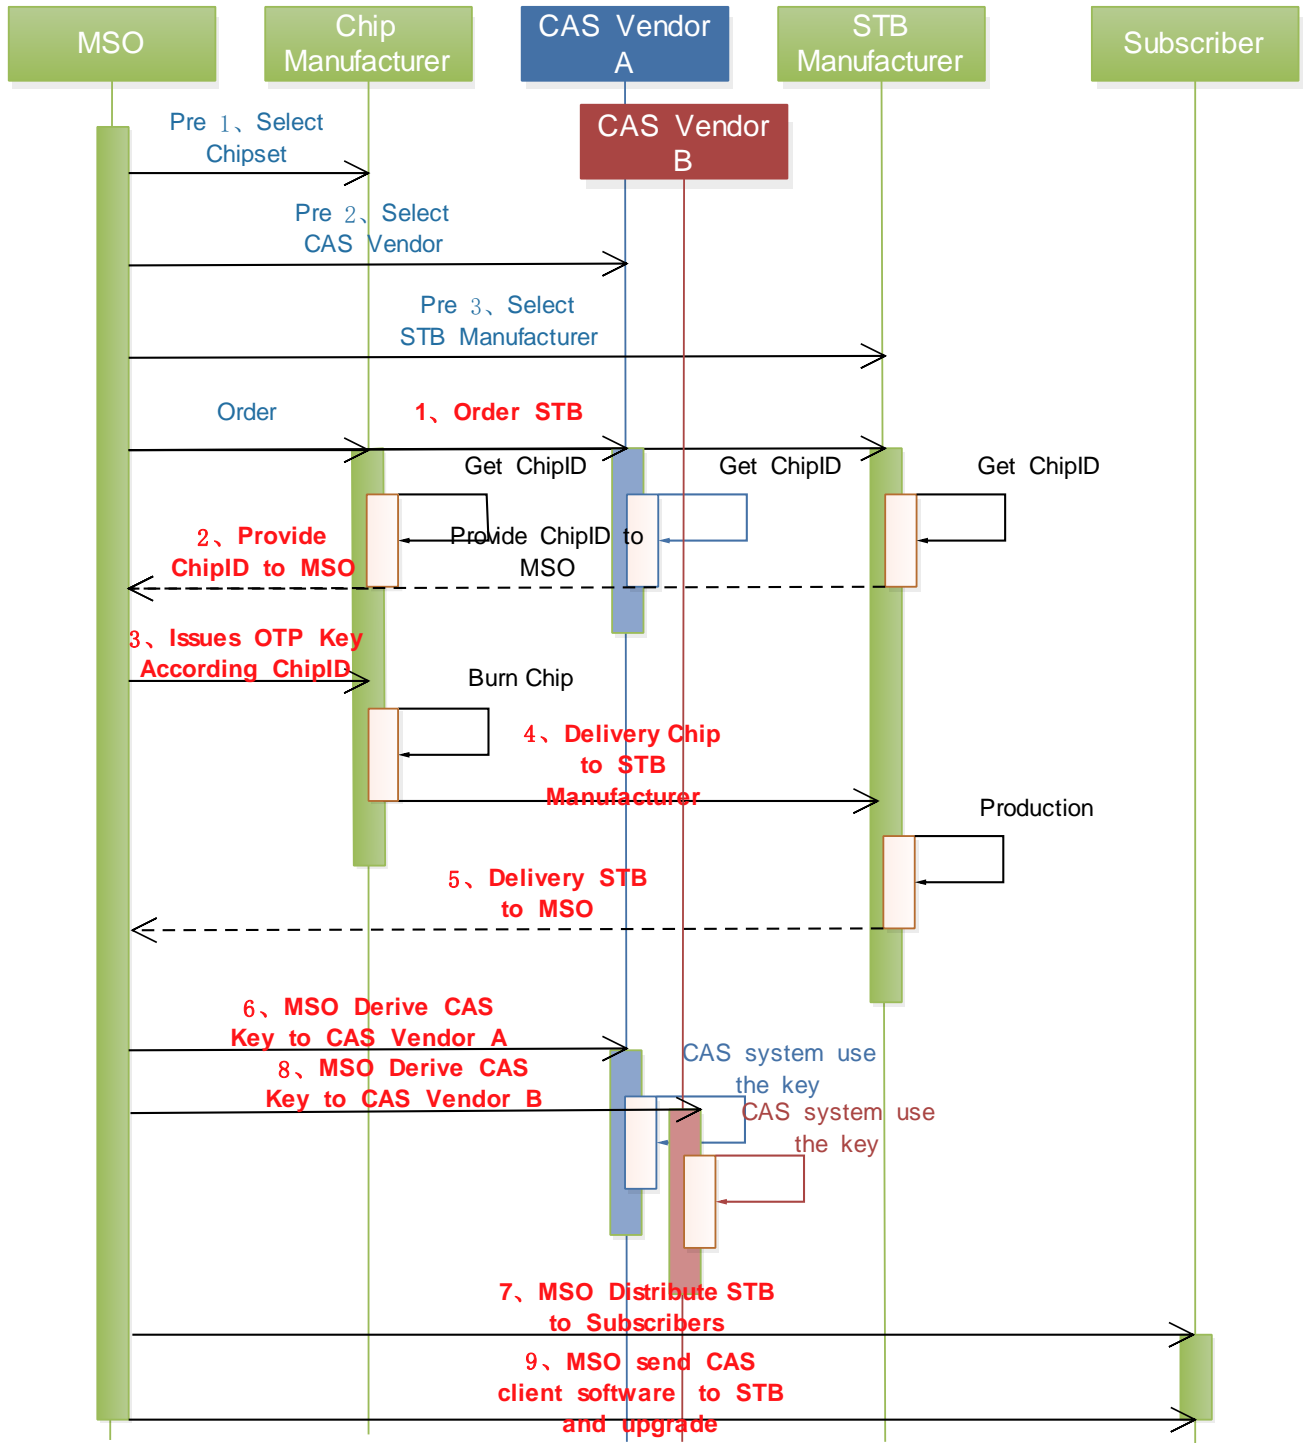 MSO
Chip
Manufacturer
CAS Vendor
A
STB
Manufacturer
Subscriber
CAS Vendor
B
Pre 1、Select
Chipset
Pre 2、Select
CAS Vendor
Pre 3、Select
STB Manufacturer
Order
1、Order STB
Get ChipID
Get ChipID
Get ChipID
2、Provide
ChipID to MSO
Provide ChipID to
MSO
3、Issues OTP Key
According ChipID
Burn Chip
4、Delivery Chip
to STB
Manufacturer
Production
5、Delivery STB
to MSO
6、MSO Derive CAS
Key to CAS Vendor A
CAS system use
the key
8、MSO Derive CAS
Key to CAS Vendor B
CAS system use
the key
7、MSO Distribute STB
to Subscribers
9、MSO send CAS
client software to STB
and upgrade